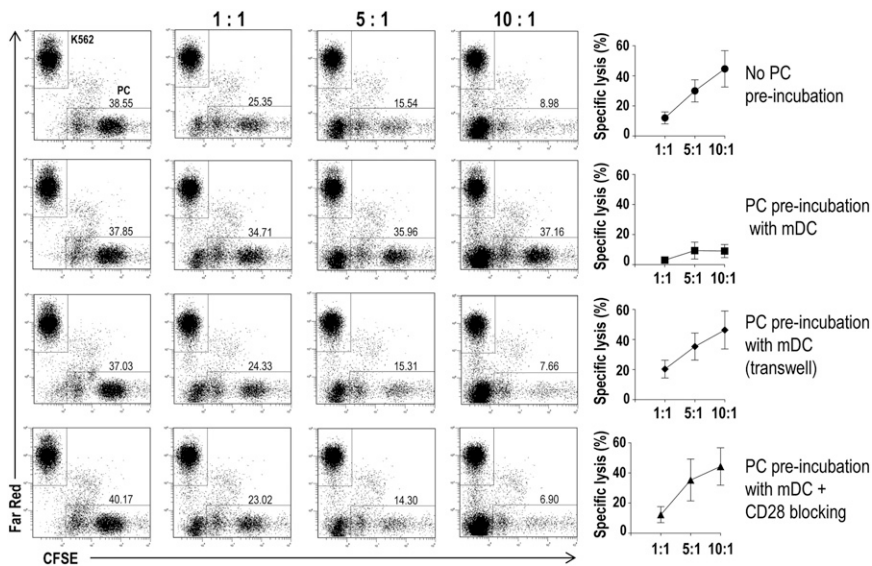 1 : 1 5 : 1 10 : 1
K562
PC
38.55 25.35 15.54 8.98
Specific lysis (%)
60
40
20
0
1:1 5:1 10:1
No PC
pre-incubation
37.85 34.71 35.96 37.16
Specific lysis (%)
60
40
20
0
1:1 5:1 10:1
PC pre-incubation
with mDC
37.03 24.33 15.31 7.66
Specific lysis (%)
60
40
20
0
1:1 5:1 10:1
PC pre-incubation
with mDC
(transwell)
40.17 23.02 14.30 6.90
Specific lysis (%)
60
40
20
0
1:1 5:1 10:1
PC pre-incubation
with mDC +
CD28 blocking
Far Red
CFSE